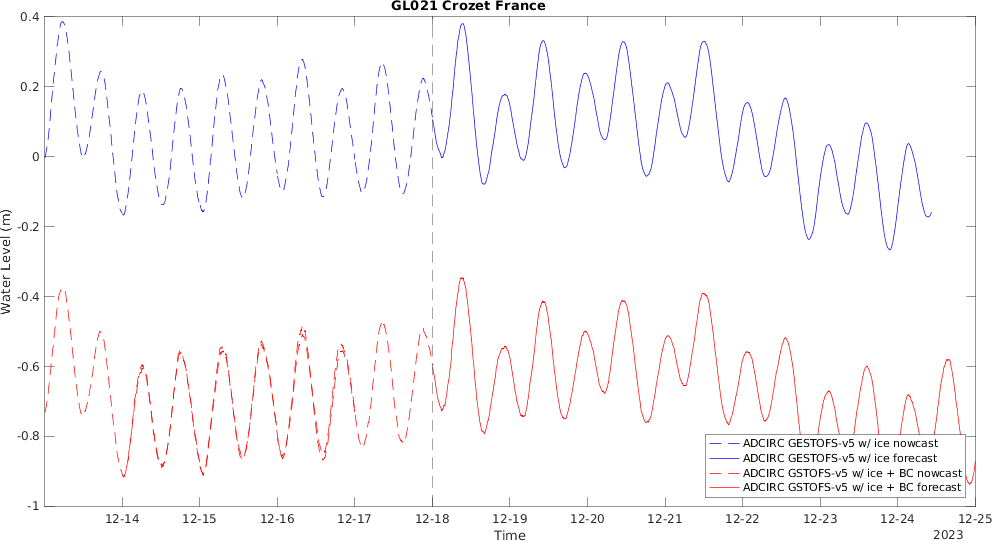 GL021 Crozet France
0.4
0.2
0
-0.2
-0.4
-0.6
-0.8
-1
Water Level (m)
ADCIRC GESTOFS-v5 w/ ice nowcast
ADCIRC GESTOFS-v5 w/ ice forecast
ADCIRC GSTOFS-v5 w/ ice + BC nowcast
ADCIRC GSTOFS-v5 w/ ice + BC forecast
12-14 12-15 12-16 12-17 12-18 12-19 12-20 12-21 12-22 12-23 12-24 12-25
Time
2023